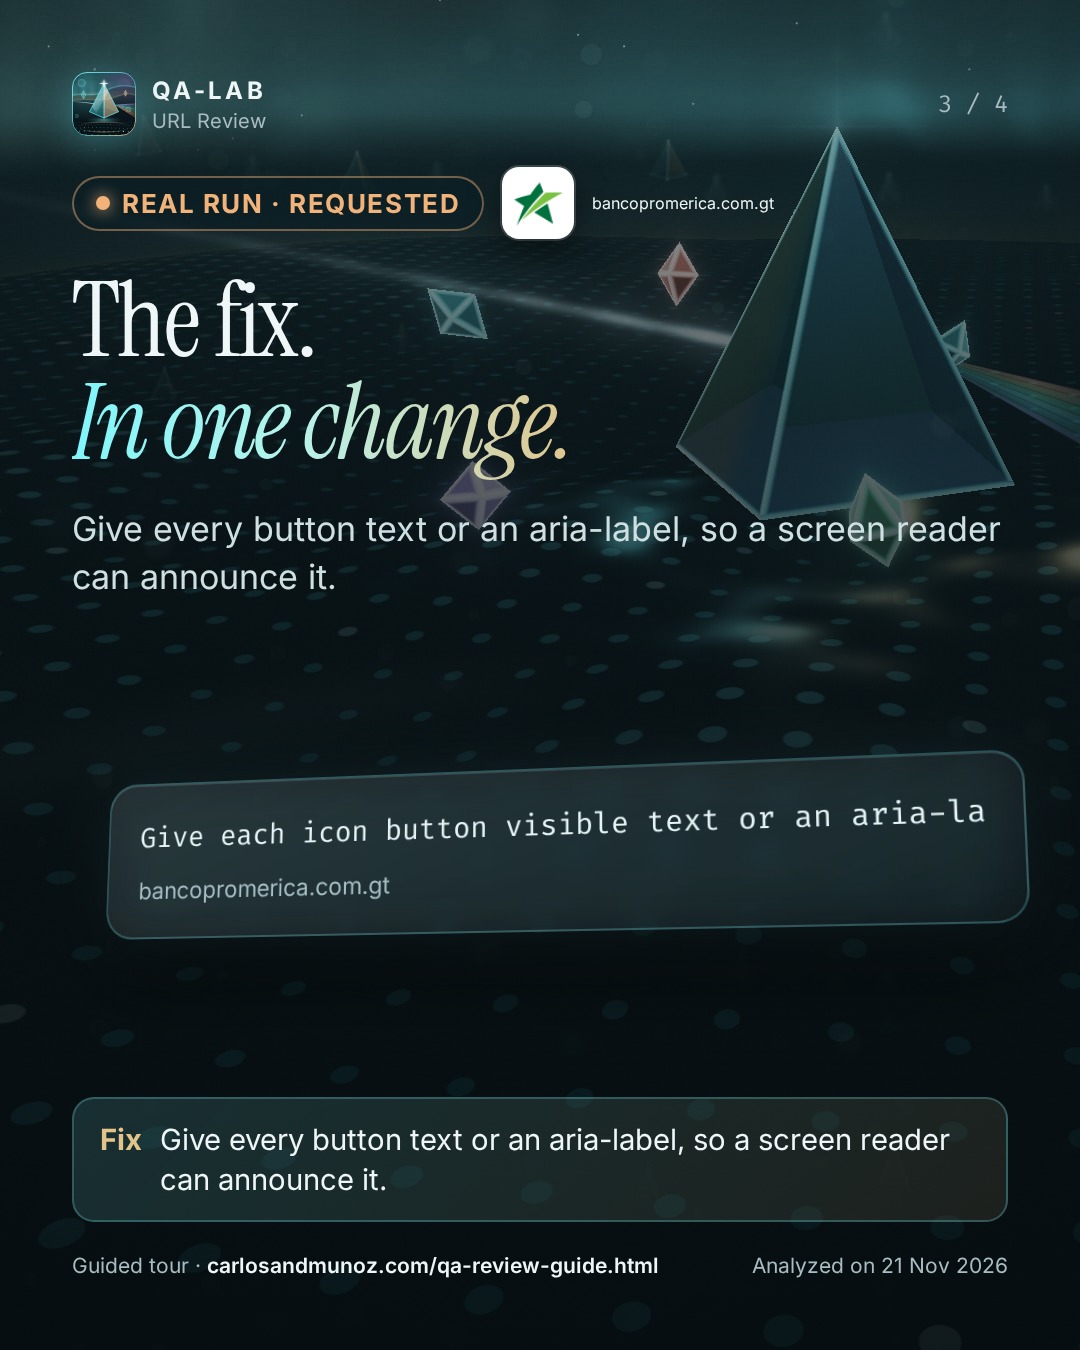 QA-LAB
URL Review
3 / 4
REAL RUN · REQUESTED
bancopromerica.com.gt
The fix.
In one change.
Give every button text or an aria-label, so a screen reader
can announce it.
Give each icon button visible text or an aria-la
bancopromerica.com.gt
Fix Give every button text or an aria-label, so a screen reader
can announce it.
Guided tour · carlosandmunoz.com/qa-review-guide.html
Analyzed on 21 Nov 2026